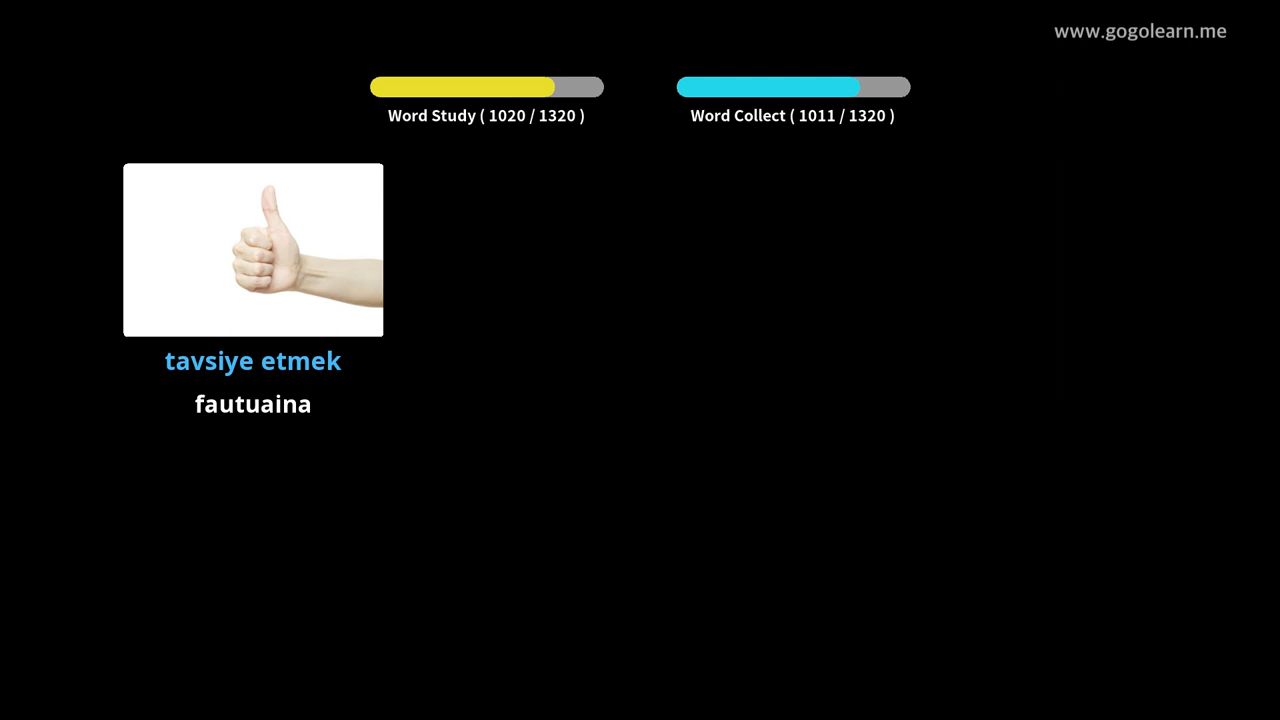 www.gogolearn.me
Word Study ( 1020 / 1320 )
Word Collect ( 1011 / 1320 )
tavsiye etmek
fautuaina